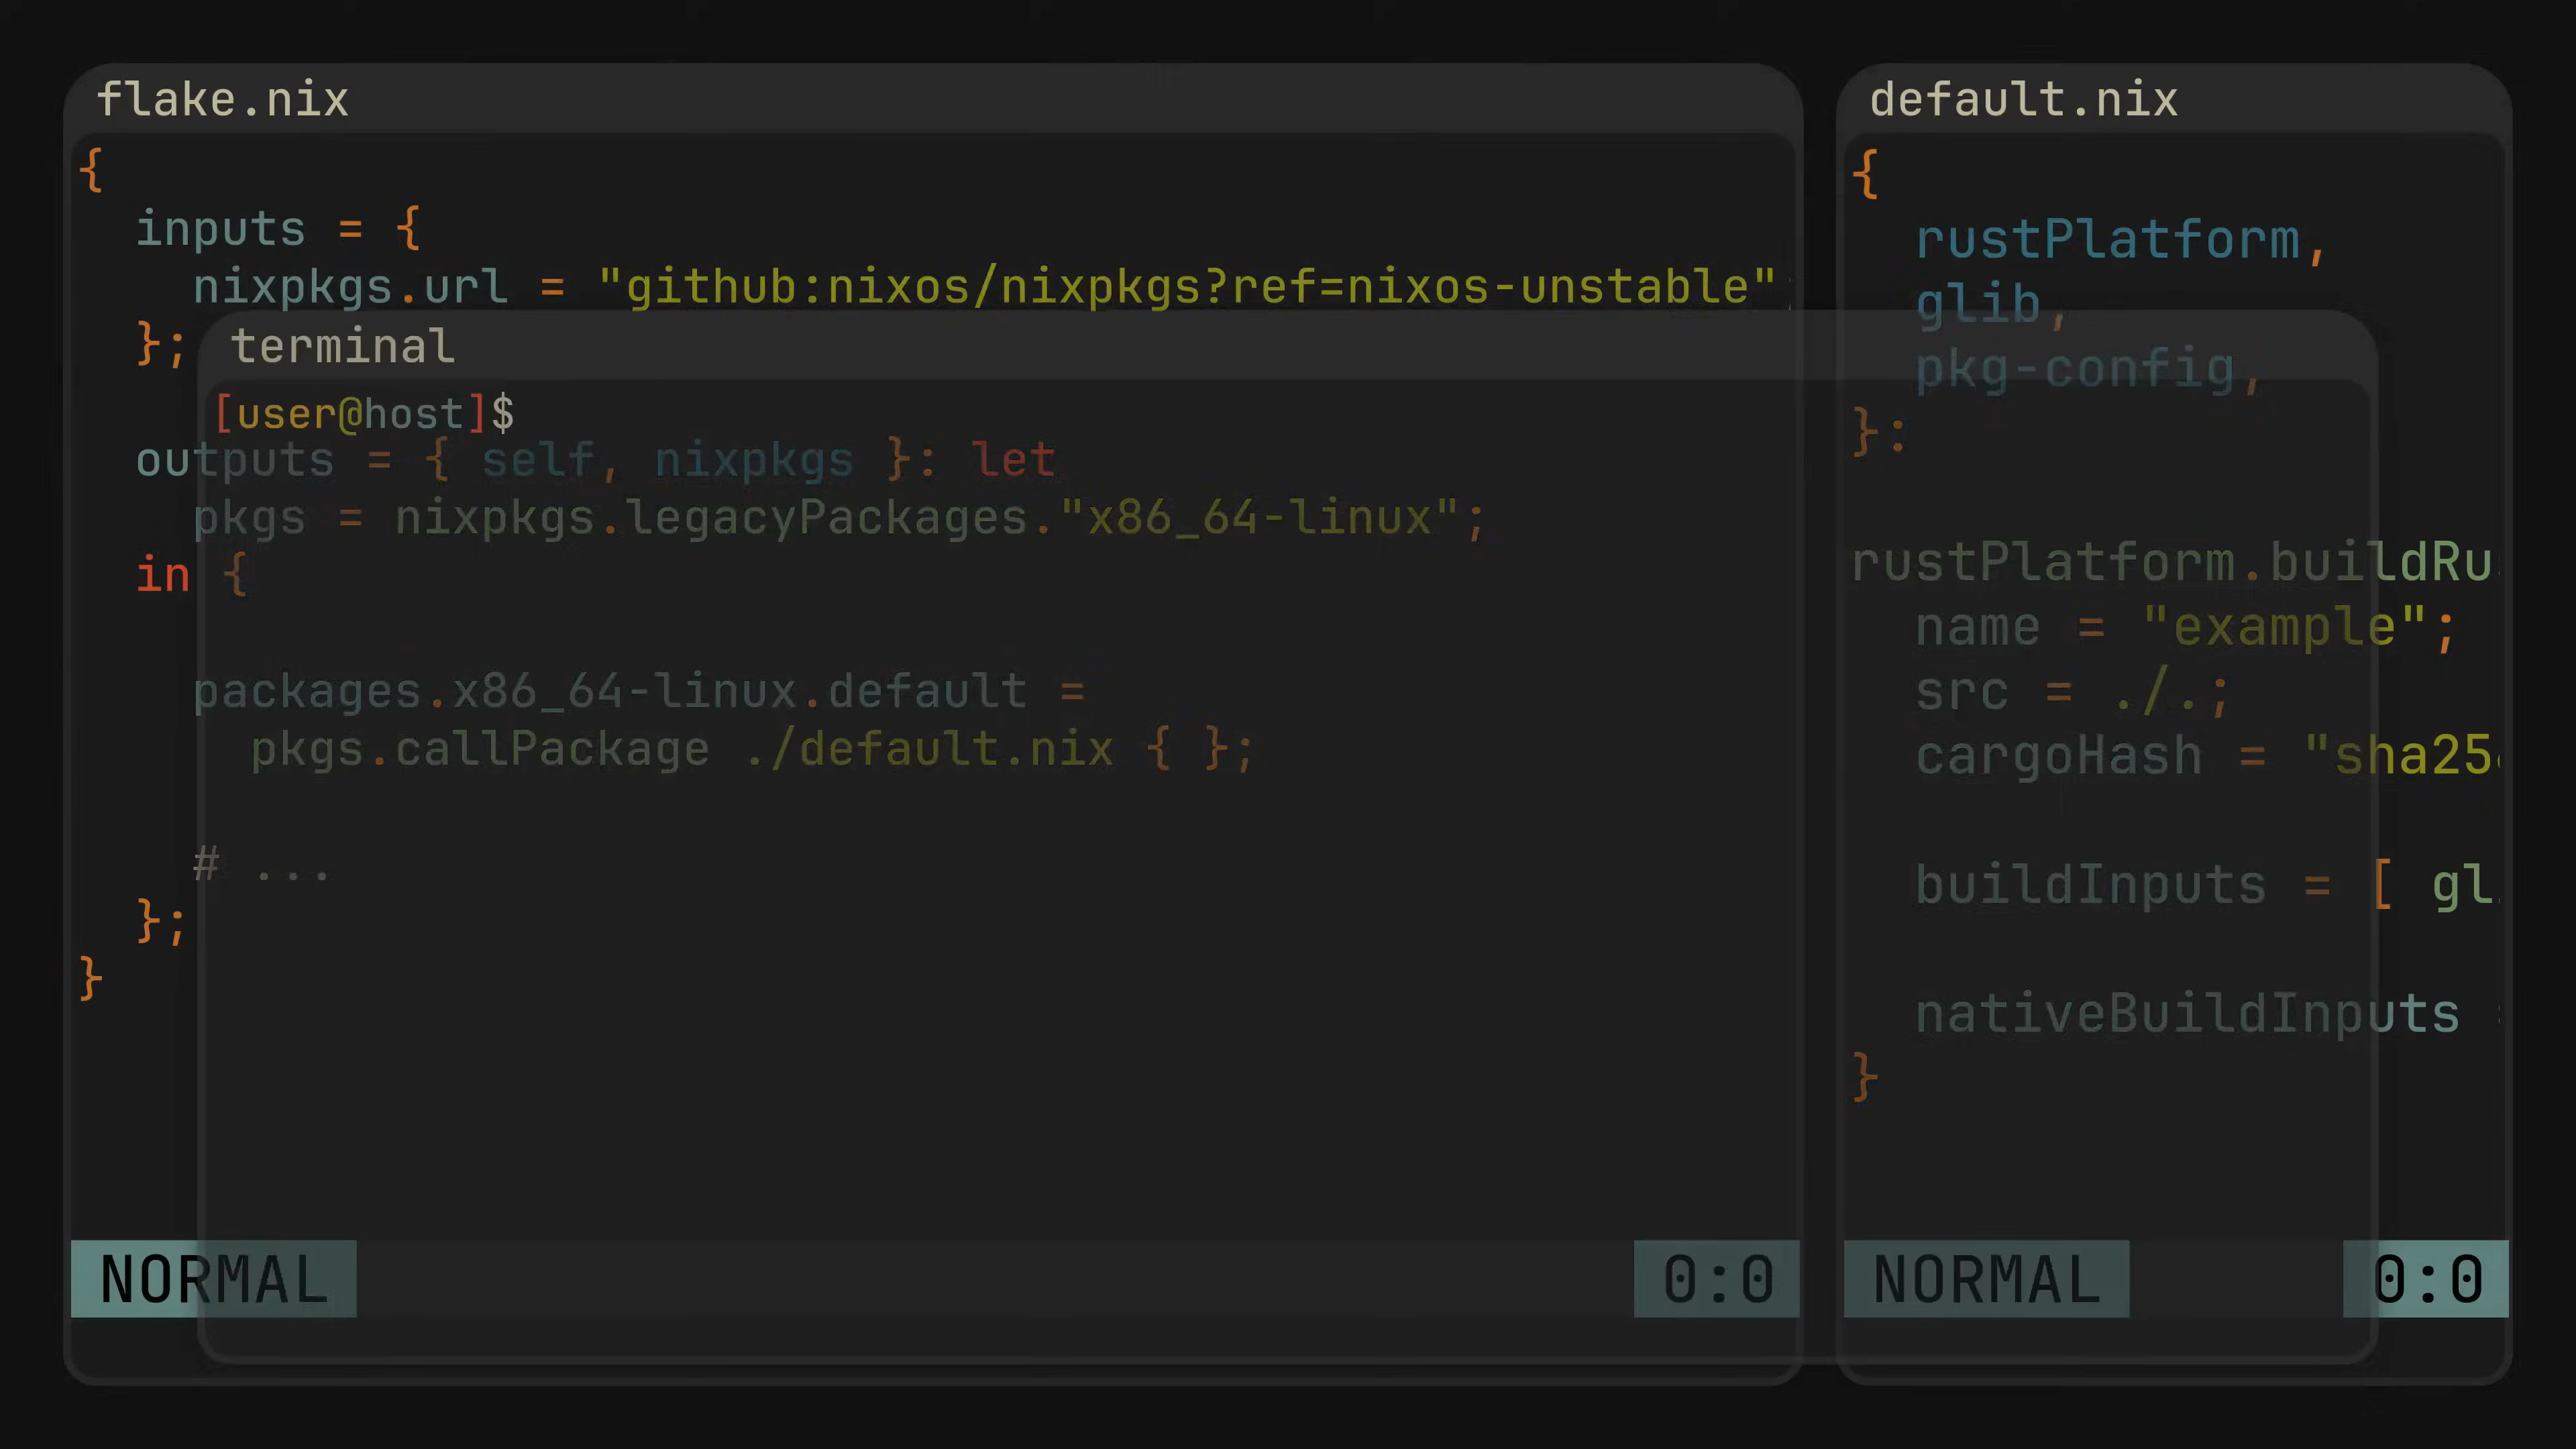 flake.nix
{
  inputs = {
    nixpkgs.url = "github:nixos/nixpkgs?ref=nixos-unstable";
  };
  outputs = { self, nixpkgs }: let
    pkgs = nixpkgs.legacyPackages."x86_64-linux";
  in {
    packages.x86_64-linux.default =
      pkgs.callPackage ./default.nix { };
    # ...
  };
}
NORMAL 0:0
default.nix
{
  rustPlatform,
  glib,
  pkg-config,
}:
rustPlatform.buildRu
  name = "example";
  src = ./.;
  cargoHash = "sha25
  buildInputs = [ gl
  nativeBuildInputs
}
NORMAL 0:0
terminal
[user@host]$